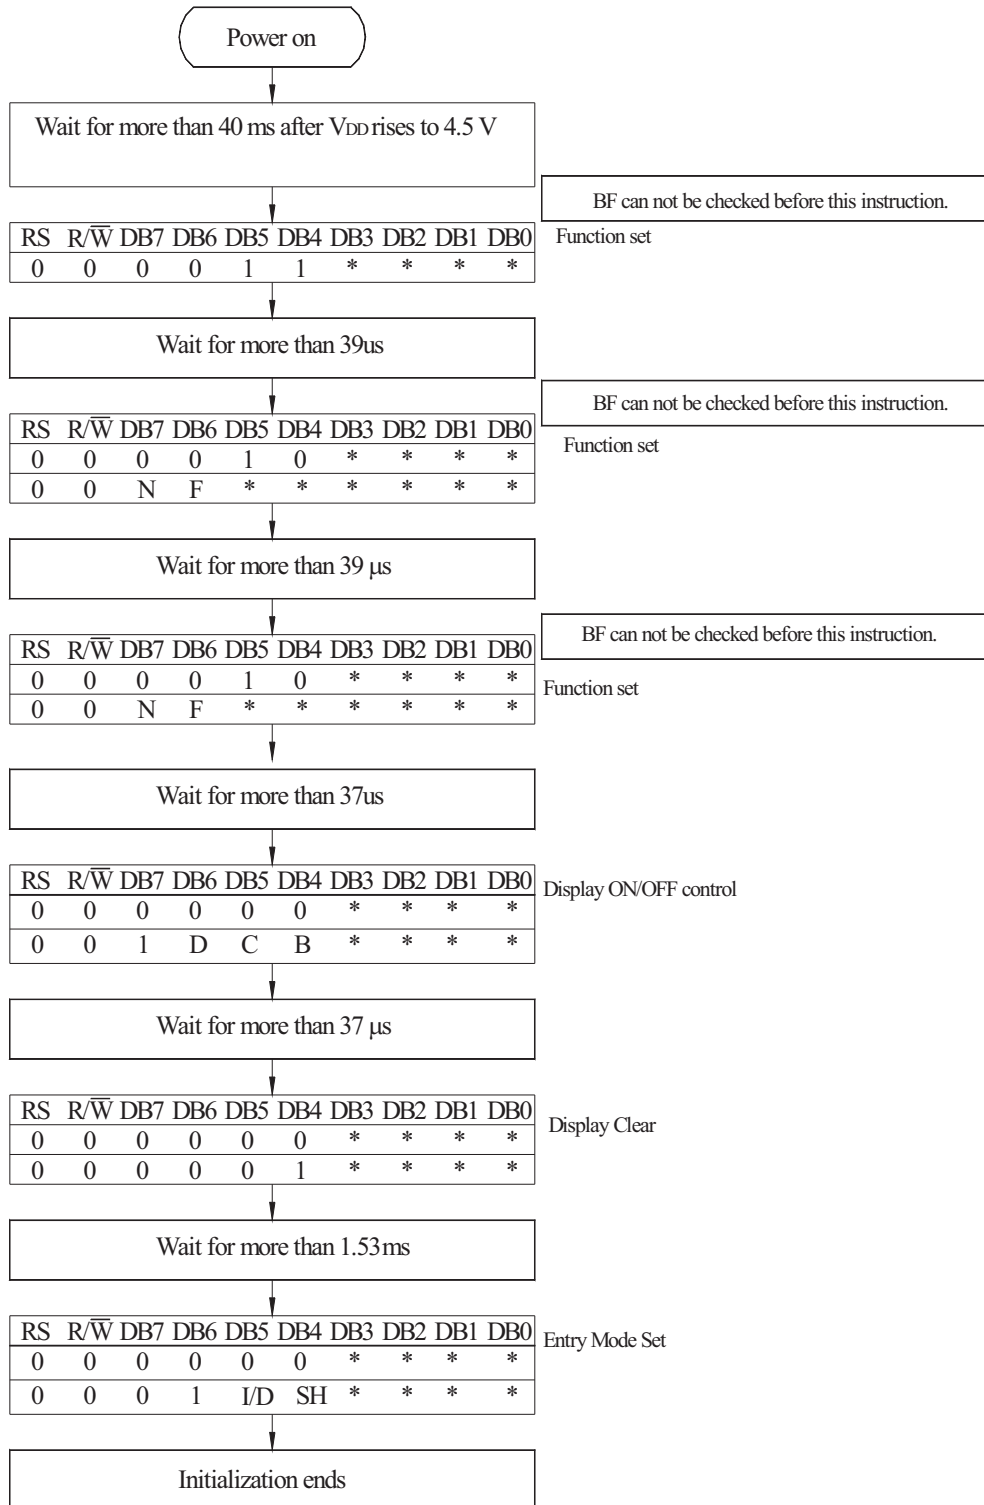 Power on
Wait for more than 40 ms after VDD rises to 4.5 V
BF can not be checked before this instruction.
RS R/W̅ DB7 DB6 DB5 DB4 DB3 DB2 DB1 DB0
Function set
0 0 0 0 1 1 * * * *
Wait for more than 39us
BF can not be checked before this instruction.
RS R/W̅ DB7 DB6 DB5 DB4 DB3 DB2 DB1 DB0
Function set
0 0 0 0 1 0 * * * *
0 0 N F * * * * * *
Wait for more than 39 μs
BF can not be checked before this instruction.
RS R/W̅ DB7 DB6 DB5 DB4 DB3 DB2 DB1 DB0
0 0 0 0 1 0 * * * *
Function set
0 0 N F * * * * * *
Wait for more than 37us
RS R/W̅ DB7 DB6 DB5 DB4 DB3 DB2 DB1 DB0
Display ON/OFF control
0 0 0 0 0 0 * * * *
0 0 1 D C B * * * *
Wait for more than 37 μs
RS R/W̅ DB7 DB6 DB5 DB4 DB3 DB2 DB1 DB0
Display Clear
0 0 0 0 0 0 * * * *
0 0 0 0 0 1 * * * *
Wait for more than 1.53ms
RS R/W̅ DB7 DB6 DB5 DB4 DB3 DB2 DB1 DB0
Entry Mode Set
0 0 0 0 0 0 * * * *
0 0 0 1 I/D SH * * * *
Initialization ends